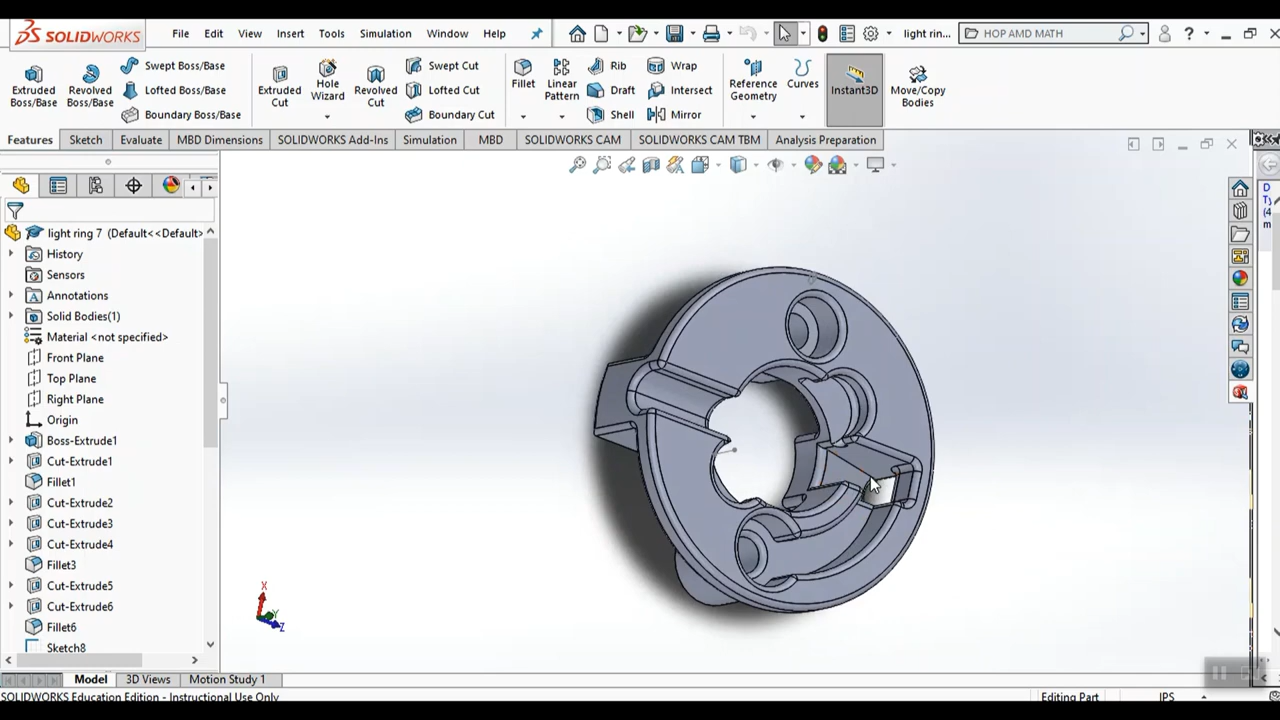 SOLIDWORKS File Edit View Insert Tools Simulation Window Help light rin... HOP AMD MATH ?
Extruded Boss/Base
Revolved Boss/Base
Swept Boss/Base
Lofted Boss/Base
Boundary Boss/Base
Extruded Cut
Hole Wizard
Revolved Cut
Swept Cut
Lofted Cut
Boundary Cut
Fillet
Linear Pattern
Rib
Draft
Shell
Wrap
Intersect
Mirror
Reference Geometry
Curves
Instant3D
Move/Copy Bodies
Features Sketch Evaluate MBD Dimensions SOLIDWORKS Add-Ins Simulation MBD SOLIDWORKS CAM SOLIDWORKS CAM TBM Analysis Preparation
light ring 7 (Default<<Default>
History
Sensors
Annotations
Solid Bodies(1)
Material <not specified>
Front Plane
Top Plane
Right Plane
Origin
Boss-Extrude1
Cut-Extrude1
Fillet1
Cut-Extrude2
Cut-Extrude3
Cut-Extrude4
Fillet3
Cut-Extrude5
Cut-Extrude6
Fillet6
Sketch8
X
Y
Z
Model 3D Views Motion Study 1
SOLIDWORKS Education Edition - Instructional Use Only Editing Part IPS